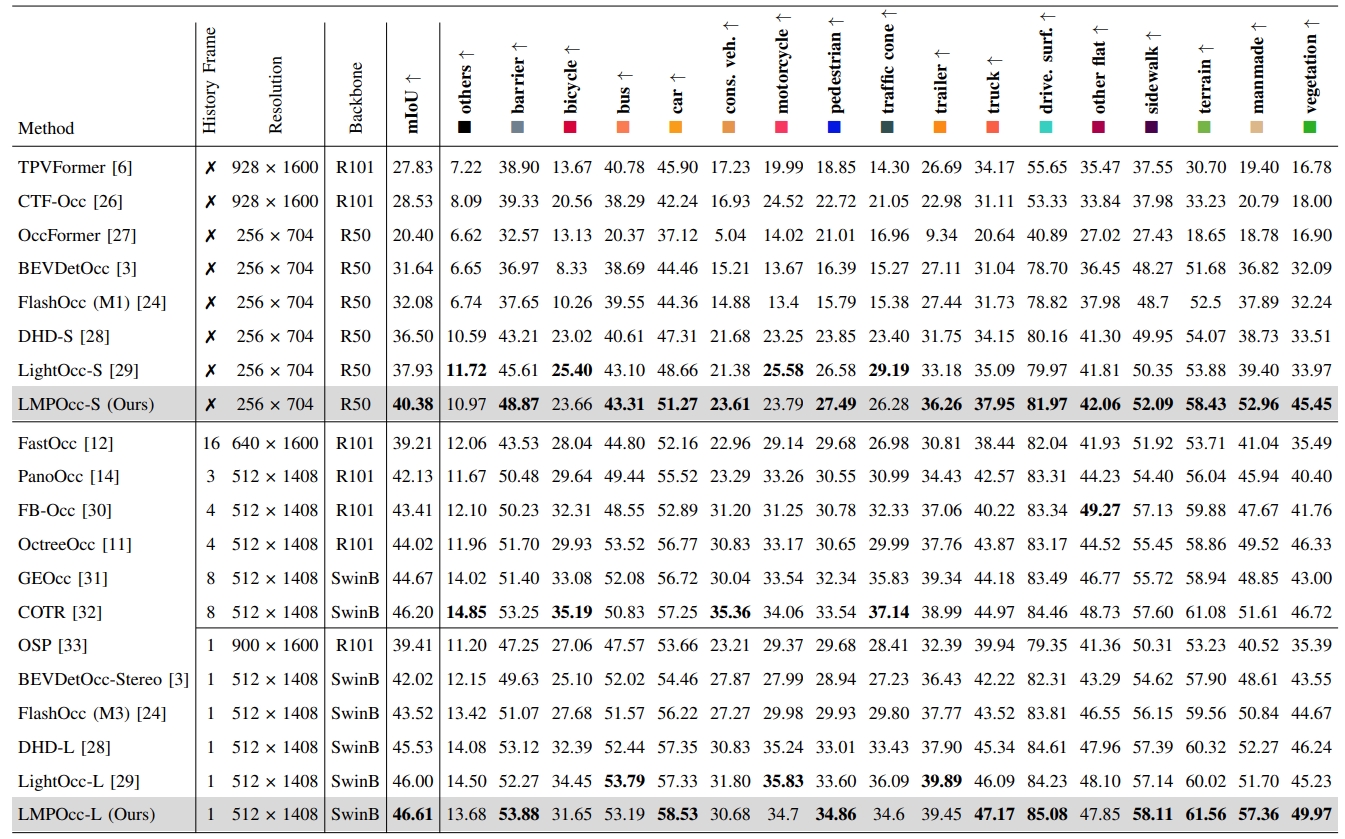 Method History Frame Resolution Backbone mIoU ↑ others ↑ barrier ↑ bicycle ↑ bus ↑ car ↑ cons. veh. ↑ motorcycle ↑ pedestrian ↑ traffic cone ↑ trailer ↑ truck ↑ drive. surf. ↑ other flat ↑ sidewalk ↑ terrain ↑ manmade ↑ vegetation ↑
TPVFormer [6] ✗ 928 × 1600 R101 27.83 7.22 38.90 13.67 40.78 45.90 17.23 19.99 18.85 14.30 26.69 34.17 55.65 35.47 37.55 30.70 19.40 16.78
CTF-Occ [26] ✗ 928 × 1600 R101 28.53 8.09 39.33 20.56 38.29 42.24 16.93 24.52 22.72 21.05 22.98 31.11 53.33 33.84 37.98 33.23 20.79 18.00
OccFormer [27] ✗ 256 × 704 R50 20.40 6.62 32.57 13.13 20.37 37.12 5.04 14.02 21.01 16.96 9.34 20.64 40.89 27.02 27.43 18.65 18.78 16.90
BEVDetOcc [3] ✗ 256 × 704 R50 31.64 6.65 36.97 8.33 38.69 44.46 15.21 13.67 16.39 15.27 27.11 31.04 78.70 36.45 48.27 51.68 36.82 32.09
FlashOcc (M1) [24] ✗ 256 × 704 R50 32.08 6.74 37.65 10.26 39.55 44.36 14.88 13.4 15.79 15.38 27.44 31.73 78.82 37.98 48.7 52.5 37.89 32.24
DHD-S [28] ✗ 256 × 704 R50 36.50 10.59 43.21 23.02 40.61 47.31 21.68 23.25 23.85 23.40 31.75 34.15 80.16 41.30 49.95 54.07 38.73 33.51
LightOcc-S [29] ✗ 256 × 704 R50 37.93 11.72 45.61 25.40 43.10 48.66 21.38 25.58 26.58 29.19 33.18 35.09 79.97 41.81 50.35 53.88 39.40 33.97
LMPOcc-S (Ours) ✗ 256 × 704 R50 40.38 10.97 48.87 23.66 43.31 51.27 23.61 23.79 27.49 26.28 36.26 37.95 81.97 42.06 52.09 58.43 52.96 45.45
FastOcc [12] 16 640 × 1600 R101 39.21 12.06 43.53 28.04 44.80 52.16 22.96 29.14 29.68 26.98 30.81 38.44 82.04 41.93 51.92 53.71 41.04 35.49
PanoOcc [14] 3 512 × 1408 R101 42.13 11.67 50.48 29.64 49.44 55.52 23.29 33.26 30.55 30.99 34.43 42.57 83.31 44.23 54.40 56.04 45.94 40.40
FB-Occ [30] 4 512 × 1408 R101 43.41 12.10 50.23 32.31 48.55 52.89 31.20 31.25 30.78 32.33 37.06 40.22 83.34 49.27 57.13 59.88 47.67 41.76
OctreeOcc [11] 4 512 × 1408 R101 44.02 11.96 51.70 29.93 53.52 56.77 30.83 33.17 30.65 29.99 37.76 43.87 83.17 44.52 55.45 58.86 49.52 46.33
GEOcc [31] 8 512 × 1408 SwinB 44.67 14.02 51.40 33.08 52.08 56.72 30.04 33.54 32.34 35.83 39.34 44.18 83.49 46.77 55.72 58.94 48.85 43.00
COTR [32] 8 512 × 1408 SwinB 46.20 14.85 53.25 35.19 50.83 57.25 35.36 34.06 33.54 37.14 38.99 44.97 84.46 48.73 57.60 61.08 51.61 46.72
OSP [33] 1 900 × 1600 R101 39.41 11.20 47.25 27.06 47.57 53.66 23.21 29.37 29.68 28.41 32.39 39.94 79.35 41.36 50.31 53.23 40.52 35.39
BEVDetOcc-Stereo [3] 1 512 × 1408 SwinB 42.02 12.15 49.63 25.10 52.02 54.46 27.87 27.99 28.94 27.23 36.43 42.22 82.31 43.29 54.62 57.90 48.61 43.55
FlashOcc (M3) [24] 1 512 × 1408 SwinB 43.52 13.42 51.07 27.68 51.57 56.22 27.27 29.98 29.93 29.80 37.77 43.52 83.81 46.55 56.15 59.56 50.84 44.67
DHD-L [28] 1 512 × 1408 SwinB 45.53 14.08 53.12 32.39 52.44 57.35 30.83 35.24 33.01 33.43 37.90 45.34 84.61 47.96 57.39 60.32 52.27 46.24
LightOcc-L [29] 1 512 × 1408 SwinB 46.00 14.50 52.27 34.45 53.79 57.33 31.80 35.83 33.60 36.09 39.89 46.09 84.23 48.10 57.14 60.02 51.70 45.23
LMPOcc-L (Ours) 1 512 × 1408 SwinB 46.61 13.68 53.88 31.65 53.19 58.53 30.68 34.7 34.86 34.6 39.45 47.17 85.08 47.85 58.11 61.56 57.36 49.97